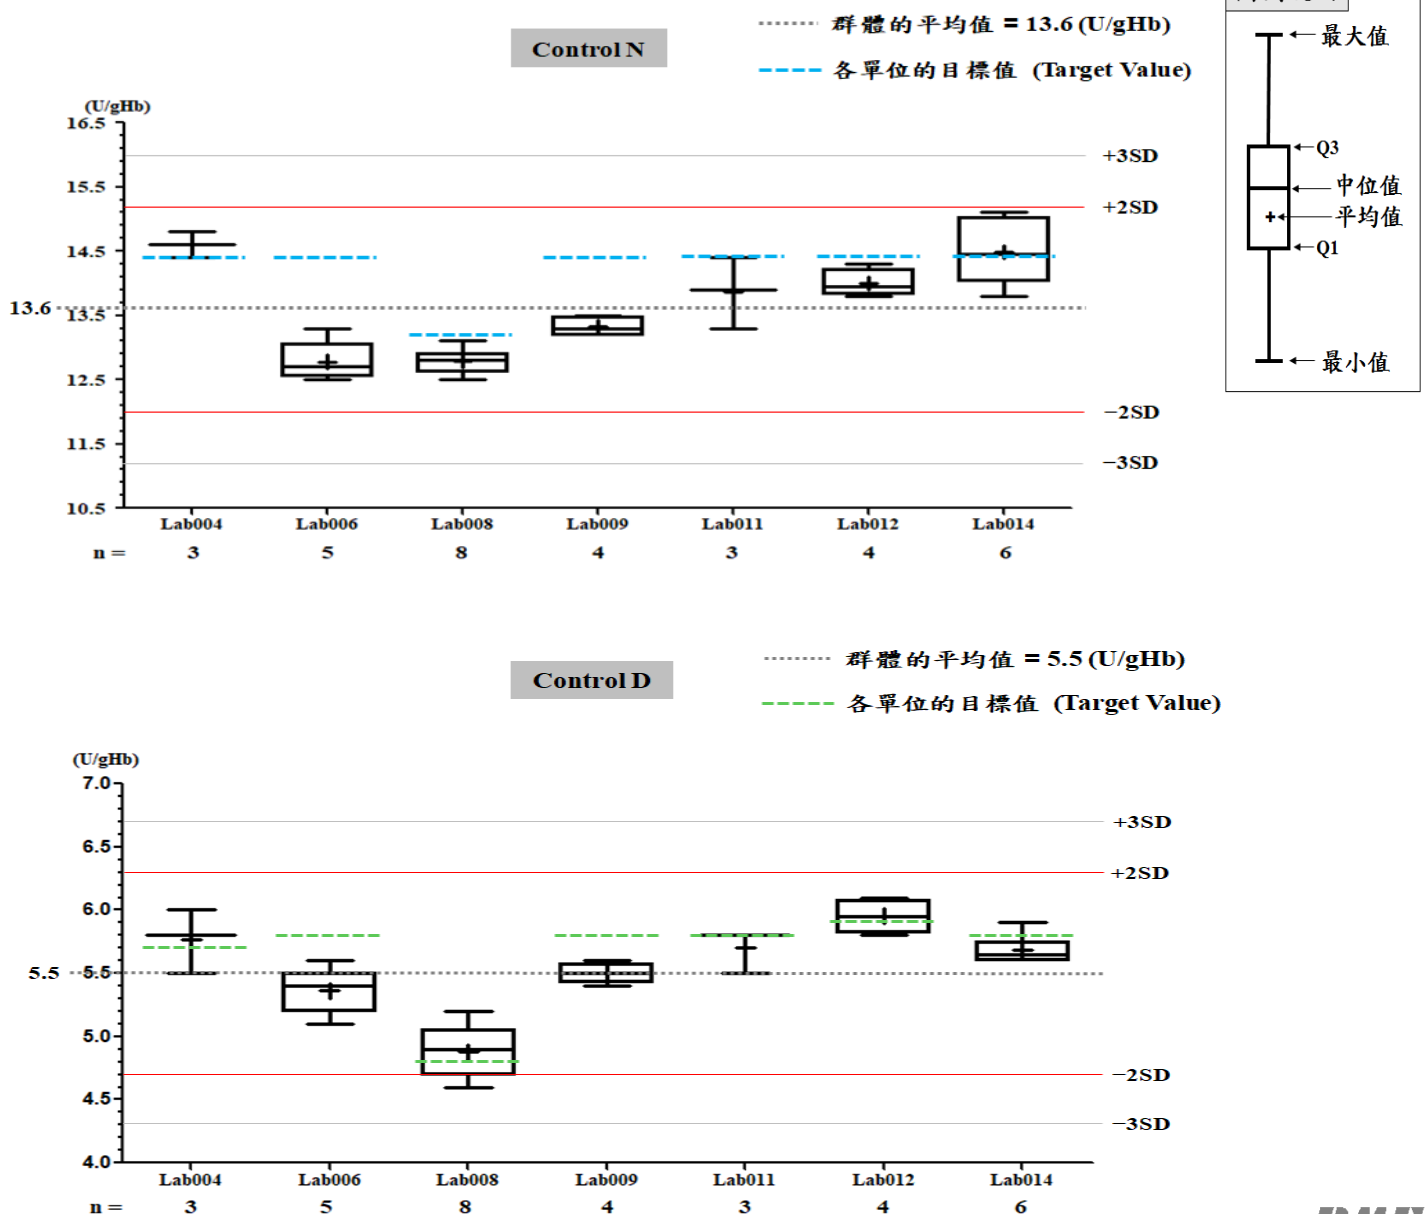 Control N
群體的平均值 = 13.6 (U/gHb)
各單位的目標值 (Target Value)
(U/gHb)
16.5
15.5
14.5
13.6
13.5
12.5
11.5
10.5
+3SD
+2SD
−2SD
−3SD
Lab004 Lab006 Lab008 Lab009 Lab011 Lab012 Lab014
n = 3 5 8 4 3 4 6
最大值
Q3
中位值
平均值
Q1
最小值
Control D
群體的平均值 = 5.5 (U/gHb)
各單位的目標值 (Target Value)
(U/gHb)
7.0
6.5
6.0
5.5 5.5
5.0
4.5
4.0
+3SD
+2SD
−2SD
−3SD
Lab004 Lab006 Lab008 Lab009 Lab011 Lab012 Lab014
n = 3 5 8 4 3 4 6